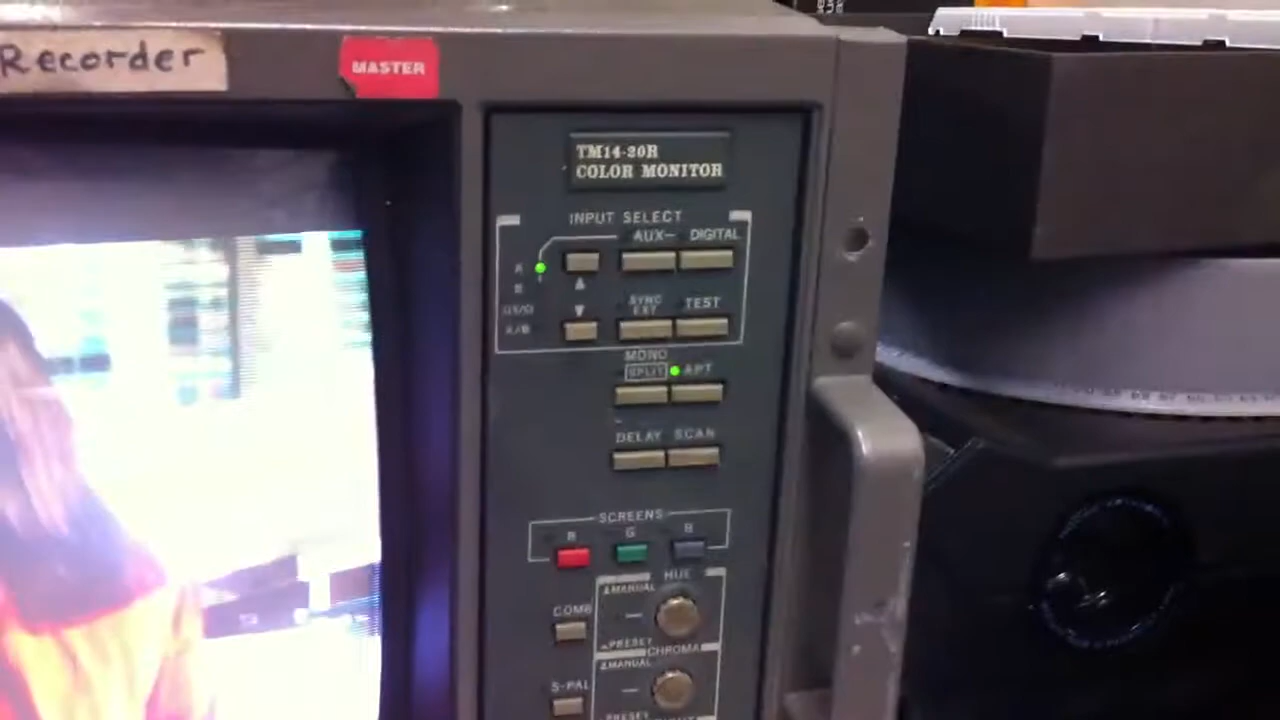 Recorder
MASTER
TM14-20R
COLOR MONITOR
INPUT SELECT
AUX
DIGITAL
A
B
A/B
SYNC
EXT
TEST
MONO
SPLIT
APT
DELAY
SCAN
SCREENS
R
G
B
HUE
MANUAL
COMB
PRESET
CHROMA
MANUAL
S-PAL
PRESET